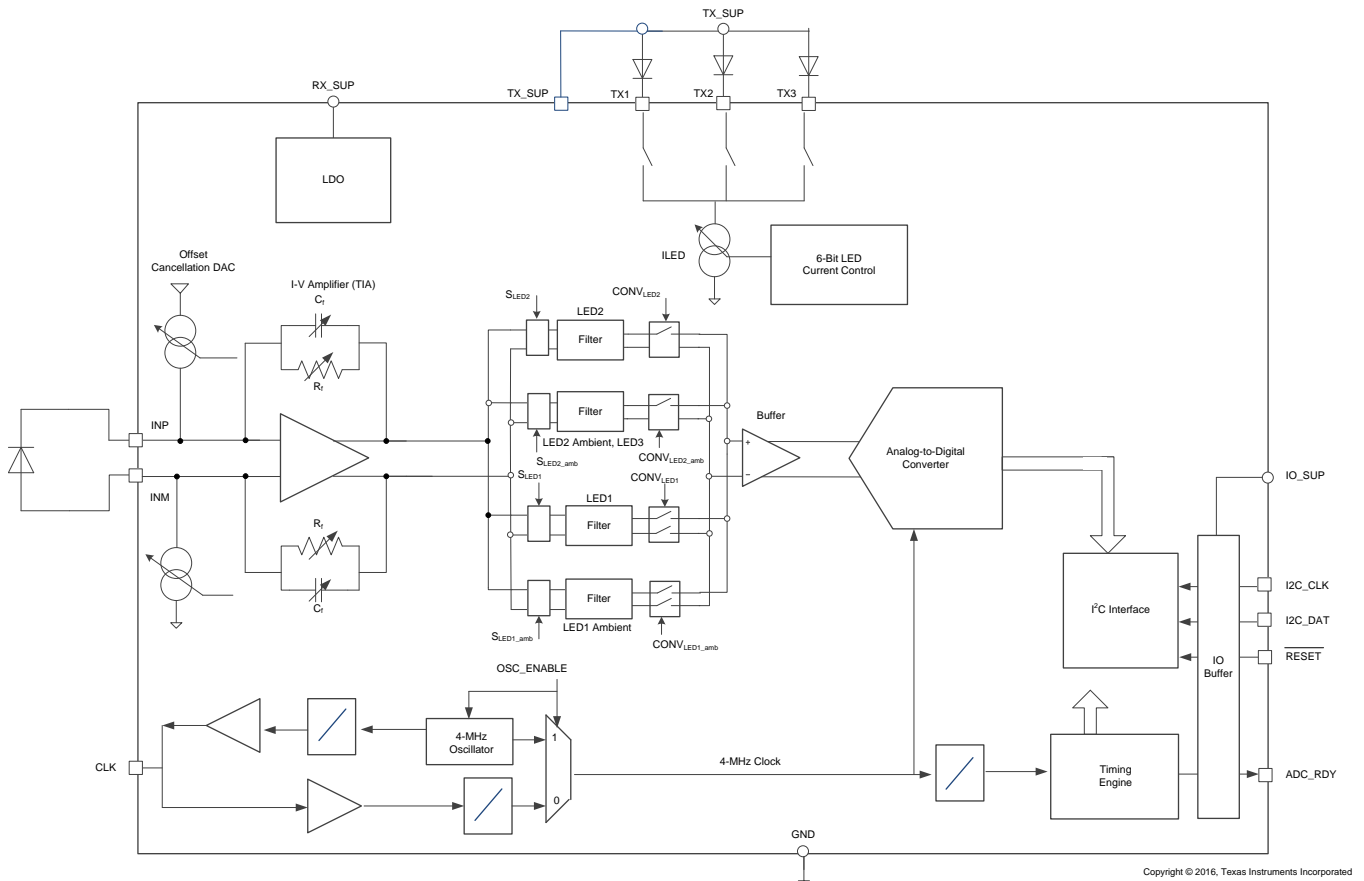 TX_SUP
RX_SUP
TX_SUP
TX1
TX2
TX3
LDO
ILED
6-Bit LED
Current Control
Offset
Cancellation DAC
I-V Amplifier (TIA)
Cf
Rf
SLED2
LED2
CONVLED2
Filter
Filter
LED2 Ambient, LED3
SLED2_amb
CONVLED2_amb
Buffer
+
−
Analog-to-Digital
Converter
INP
INM
SLED1
LED1
CONVLED1
Filter
Rf
Cf
Filter
LED1 Ambient
SLED1_amb
CONVLED1_amb
IO_SUP
I2C_CLK
I2C_DAT
RESET
I2C Interface
IO
Buffer
OSC_ENABLE
4-MHz
Oscillator
1
0
CLK
4-MHz Clock
Timing
Engine
ADC_RDY
GND
Copyright © 2016, Texas Instruments Incorporated